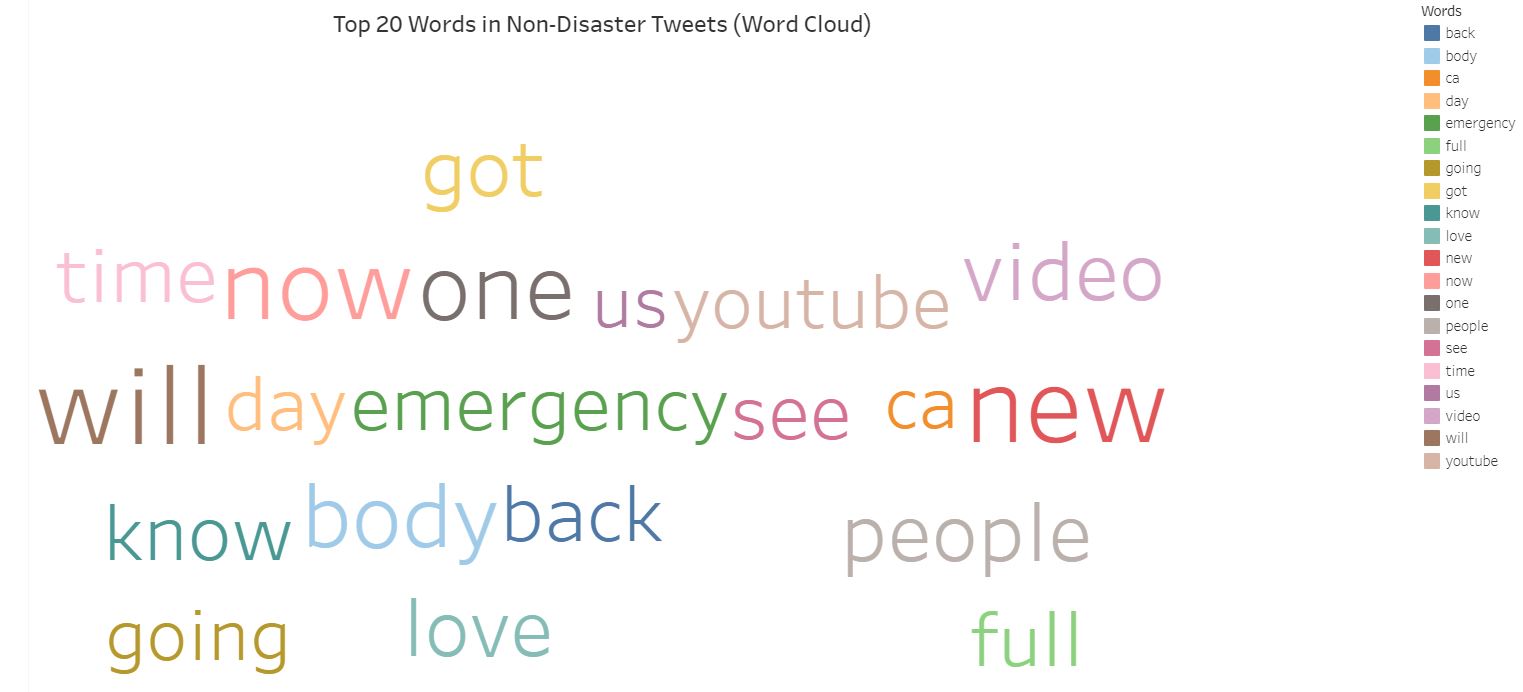 Top 20 Words in Non-Disaster Tweets (Word Cloud)
got
time now one us youtube video
will day emergency see ca new
know body back people
going love full
Words
back
body
ca
day
emergency
full
going
got
know
love
new
now
one
people
see
time
us
video
will
youtube